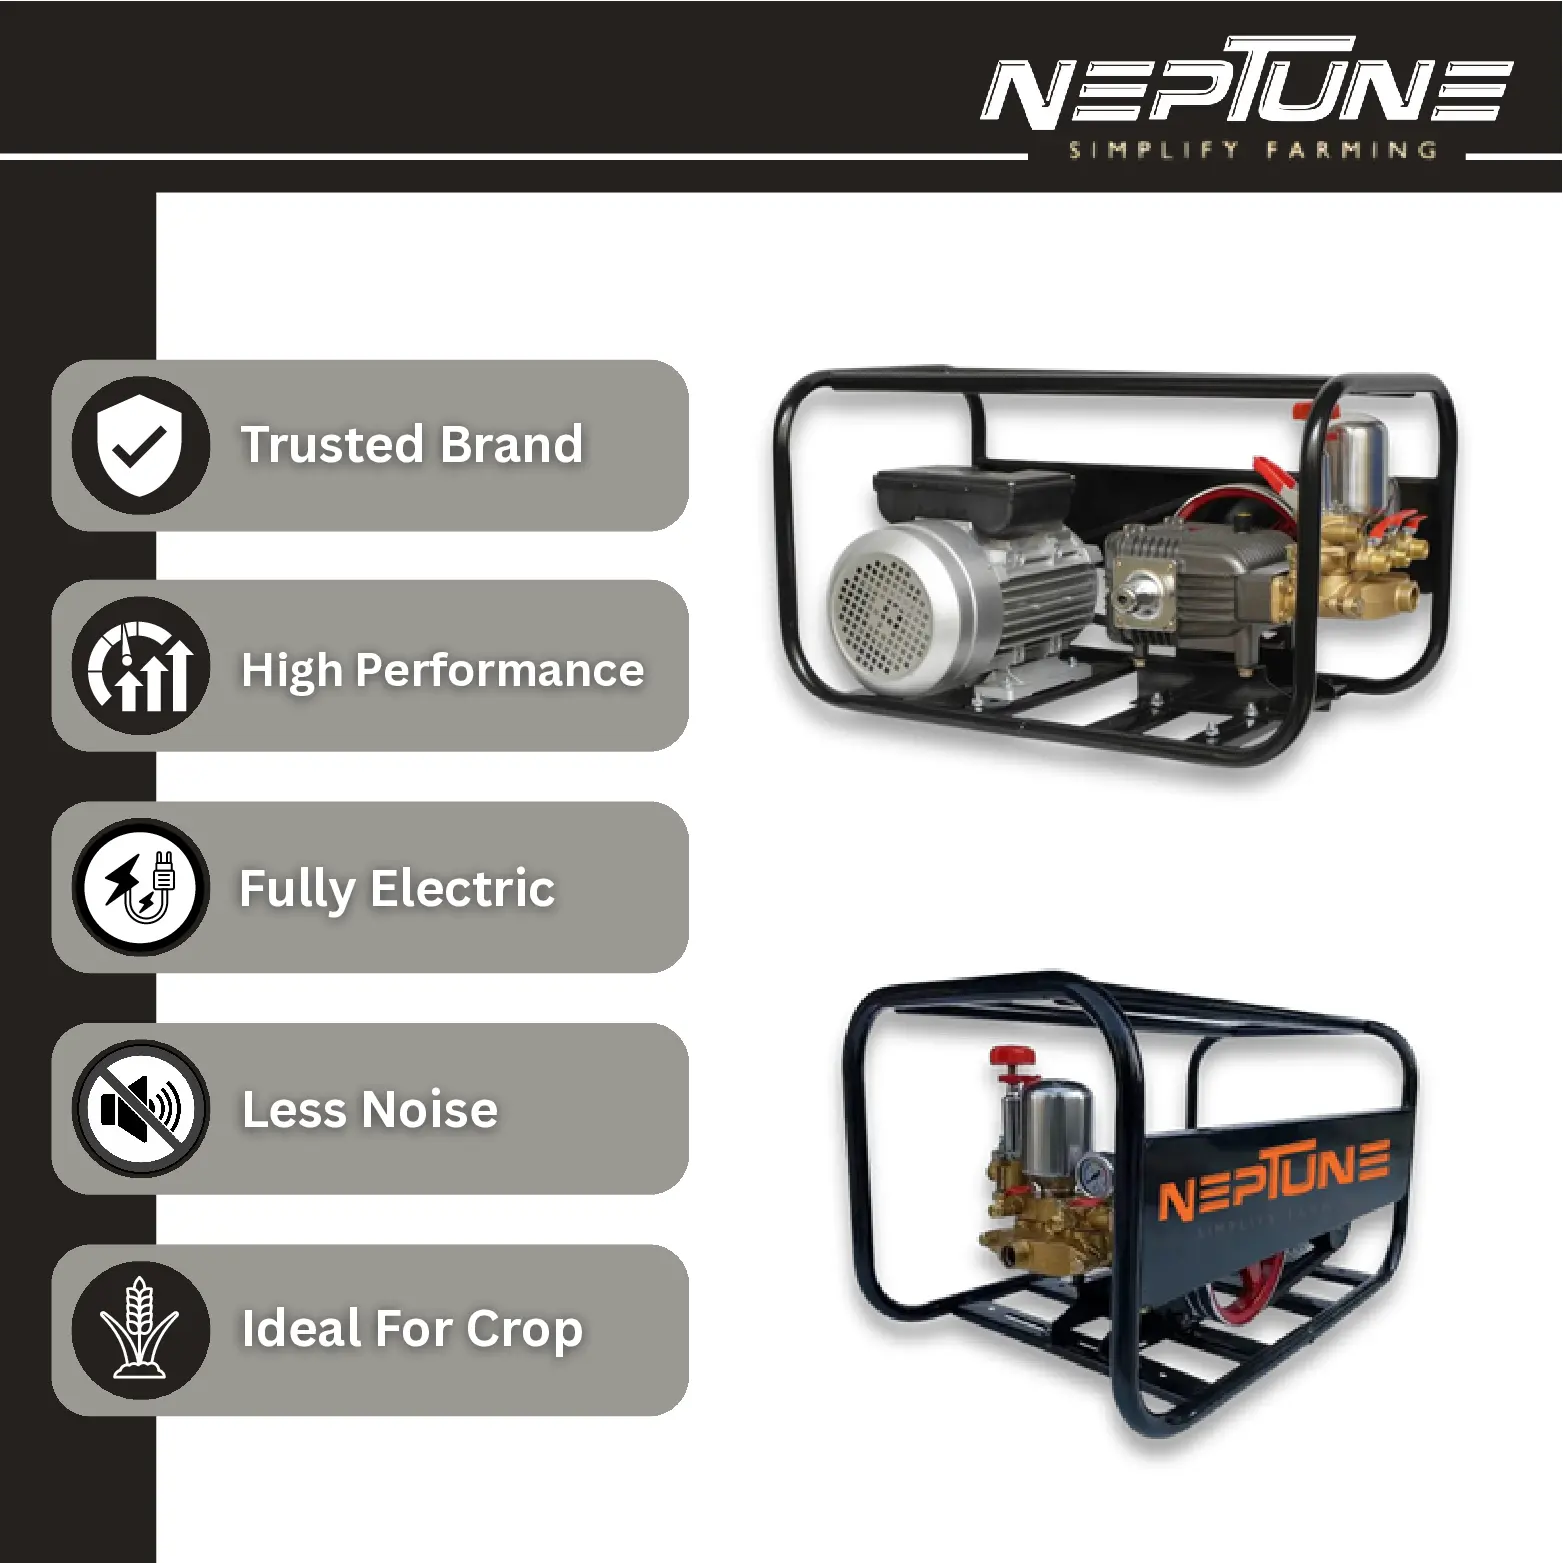 NEPTUNE
SIMPLIFY FARMING
Trusted Brand
High Performance
Fully Electric
Less Noise
Ideal For Crop
NEPTUNE